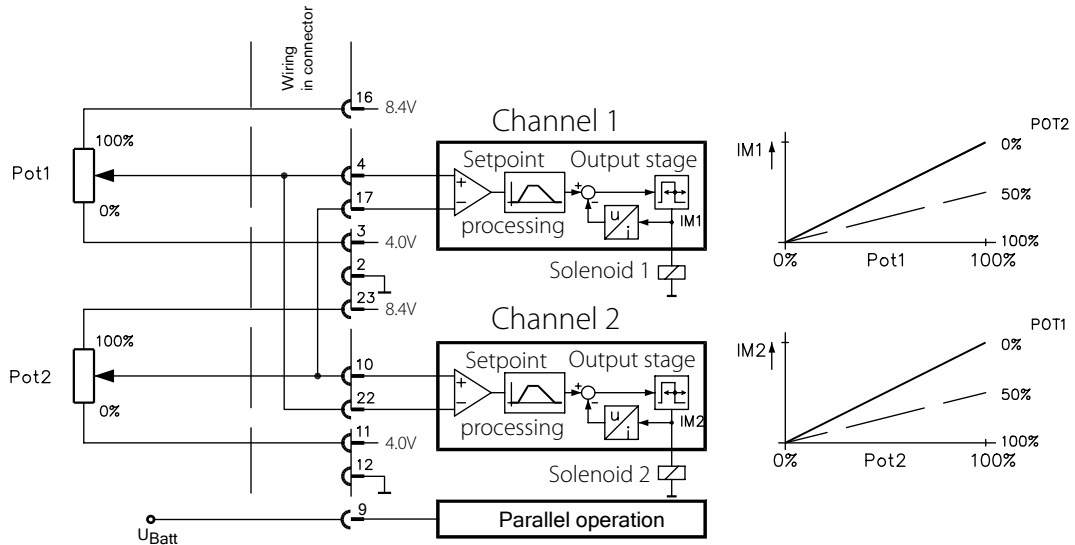 Wiring
in connector
16
8.4V
100%
Pot1
0%
4
17
3
4.0V
2
23
8.4V
100%
Pot2
0%
10
22
11
4.0V
12
9
UBatt
Channel 1
Setpoint
processing
Output stage
+
−
+
−
u
i
IM1
Solenoid 1
Channel 2
Setpoint
processing
Output stage
+
−
+
−
u
i
IM2
Solenoid 2
Parallel operation
IM1
POT2
0%
50%
100%
0%
Pot1
100%
IM2
POT1
0%
50%
100%
0%
Pot2
100%